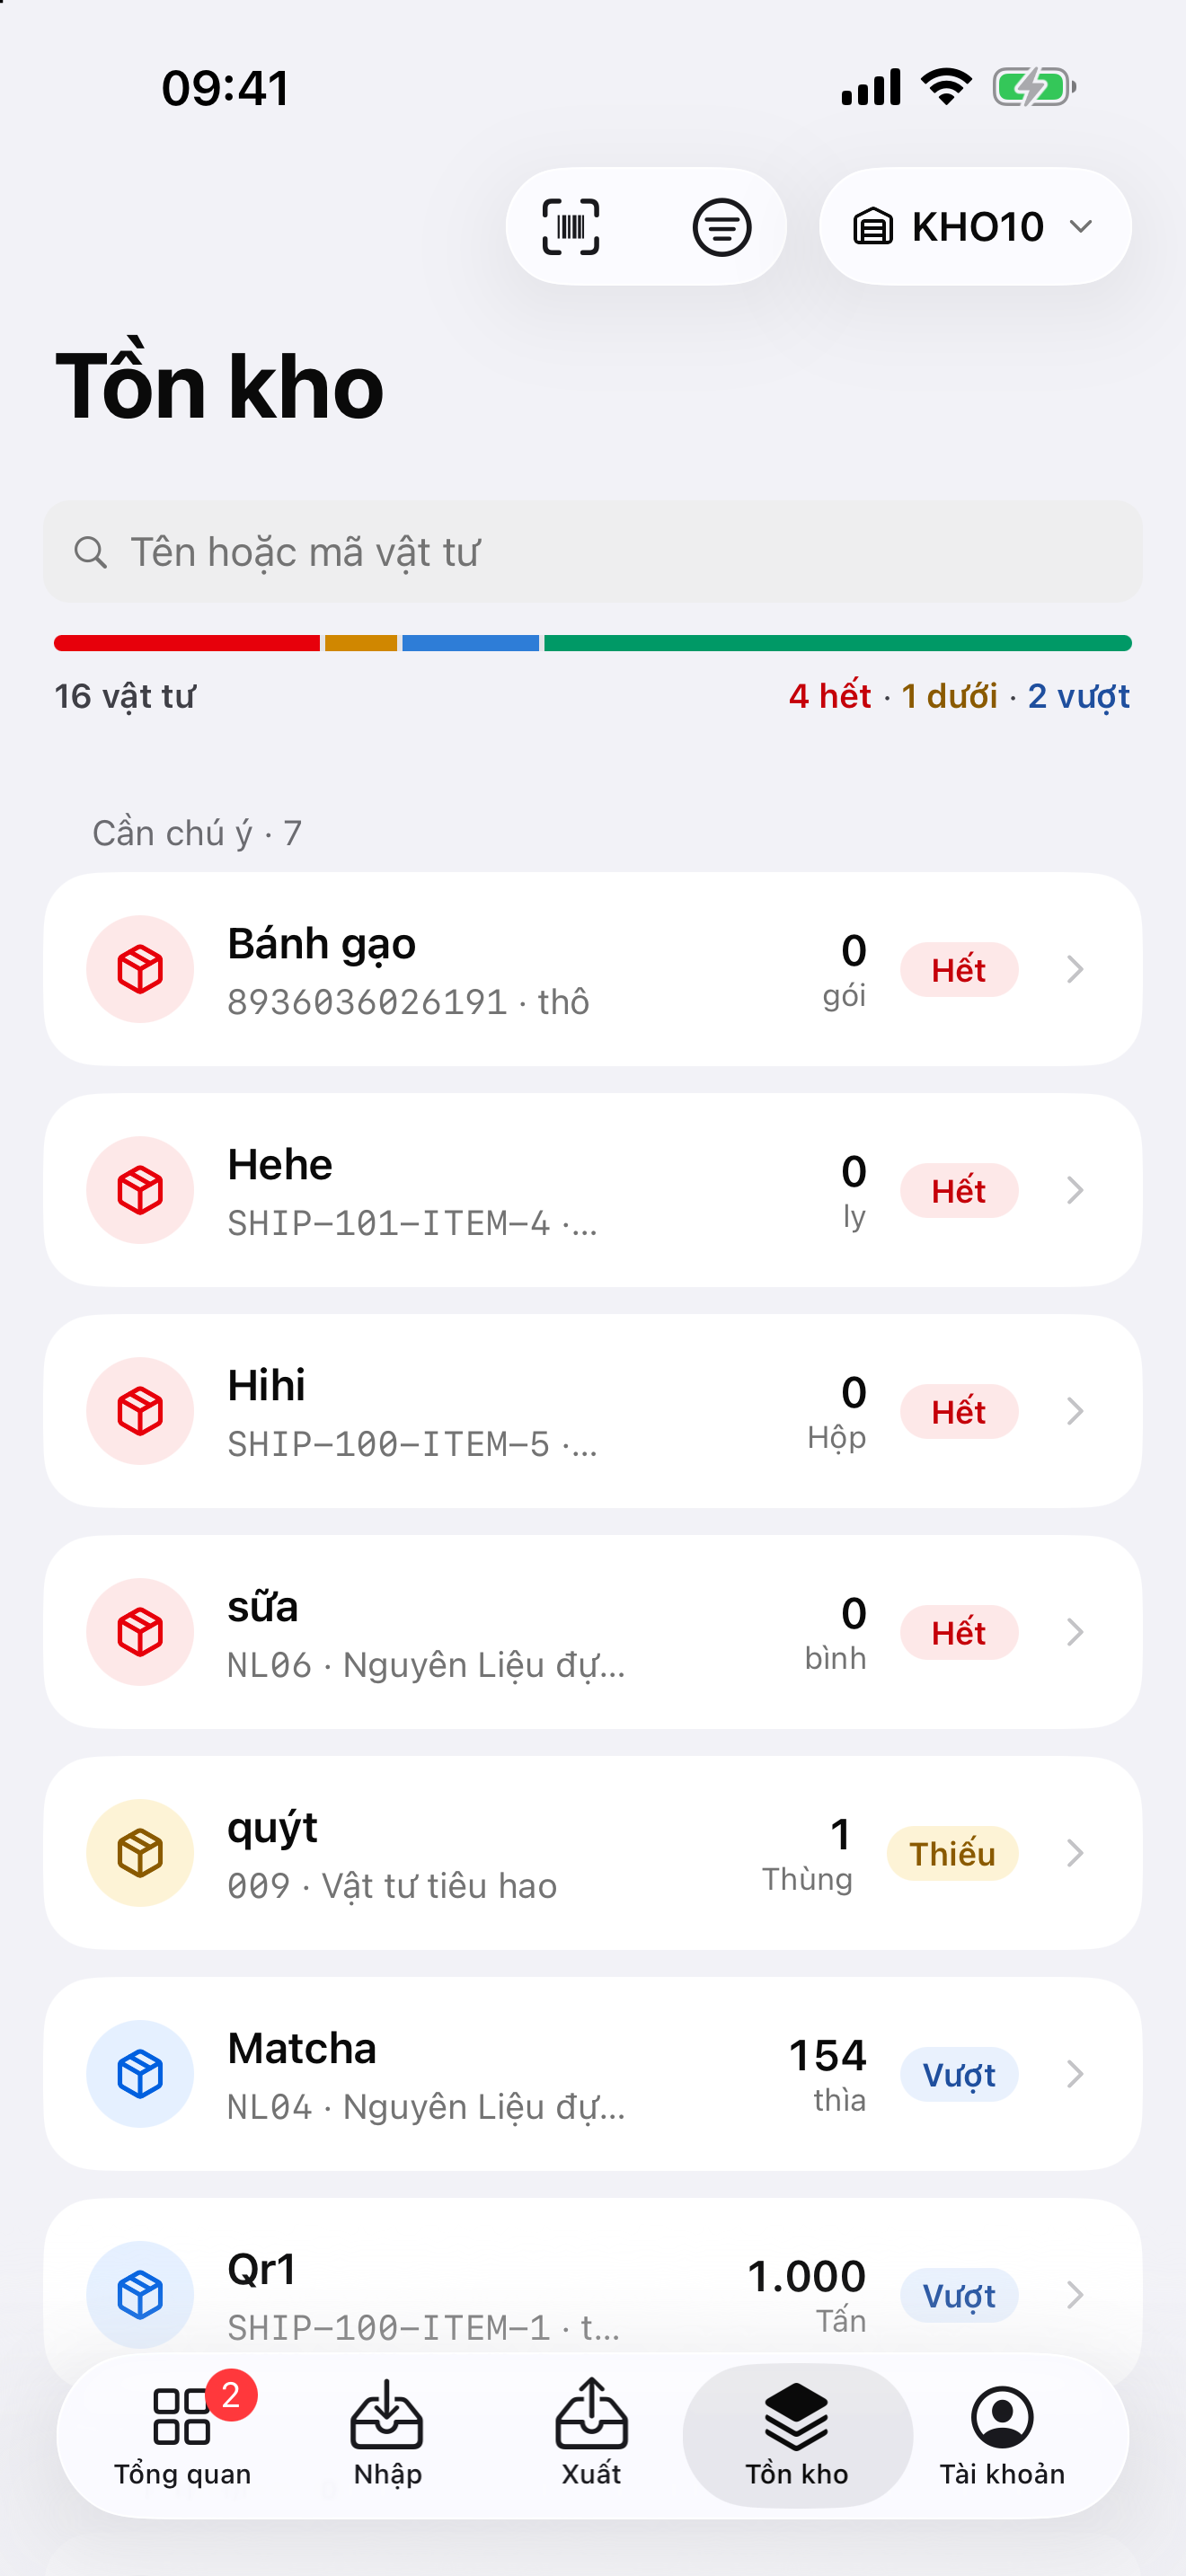 09:41
KHO10
Tồn kho
Tên hoặc mã vật tư
16 vật tư
4 hết · 1 dưới · 2 vượt
Cần chú ý · 7
Bánh gạo
8936036026191 · thô
0
gói
Hết
Hehe
SHIP-101-ITEM-4 ·...
0
ly
Hết
Hihi
SHIP-100-ITEM-5 ·...
0
Hộp
Hết
sữa
NL06 · Nguyên Liệu đự...
0
bình
Hết
quýt
009 · Vật tư tiêu hao
1
Thùng
Thiếu
Matcha
NL04 · Nguyên Liệu đự...
154
thìa
Vượt
Qr1
SHIP-100-ITEM-1 · t...
1.000
Tấn
Vượt
2
Tổng quan
Nhập
Xuất
Tồn kho
Tài khoản